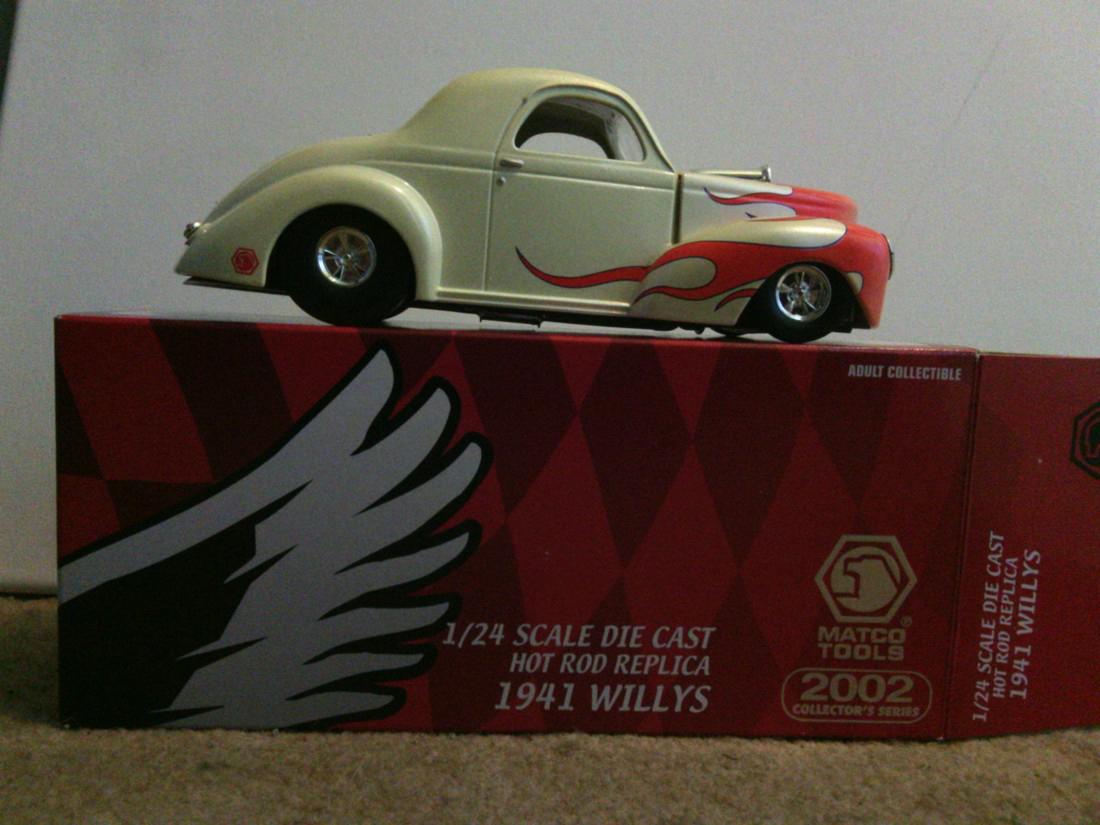 ADULT COLLECTIBLE
1/24 SCALE DIE CAST
HOT ROD REPLICA
1941 WILLYS
MATCO
TOOLS®
2002
COLLECTOR'S SERIES
1/24 SCALE DIE CAST
HOT ROD REPLICA
1941 WILLYS